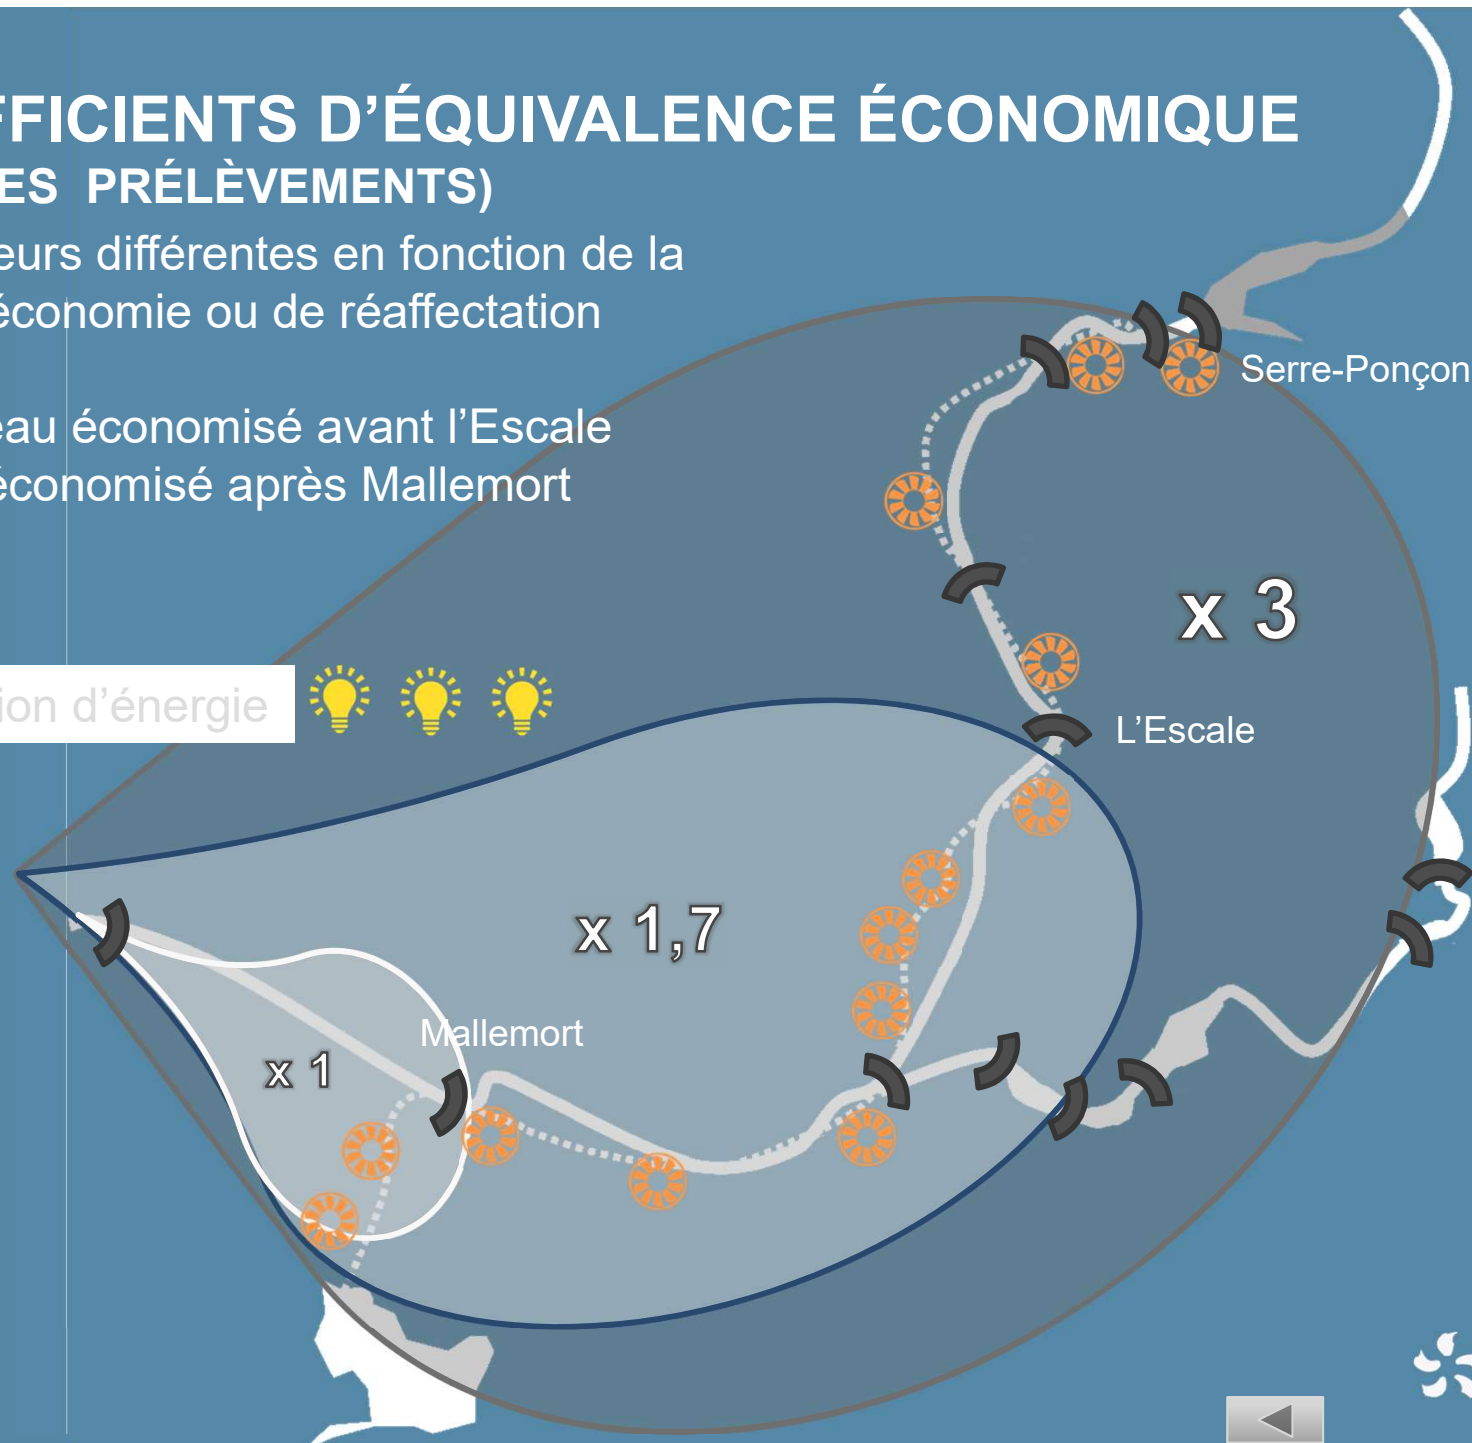 FFICIENTS D’ÉQUIVALENCE ÉCONOMIQUE
ES PRÉLÈVEMENTS)
eurs différentes en fonction de la
économie ou de réaffectation
eau économisé avant l’Escale
économisé après Mallemort
Serre-Ponçon
x 3
ion d’énergie
L’Escale
x 1,7
Mallemort
x 1